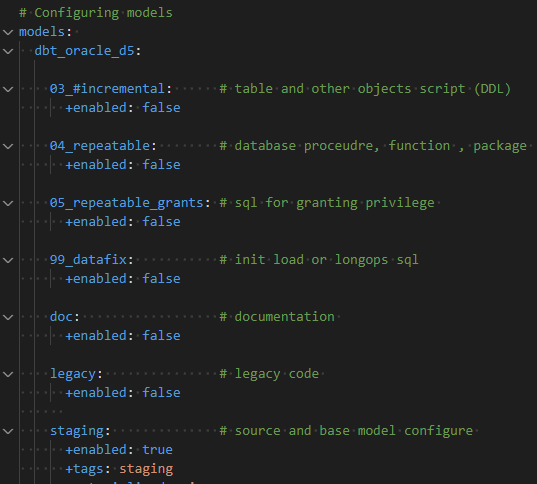 # Configuring models
models:
dbt_oracle_d5:
03_#incremental: # table and other objects script (DDL)
+enabled: false
04_repeatable: # database proceudre, function , package
+enabled: false
05_repeatable_grants: # sql for granting privilege
+enabled: false
99_datafix: # init load or longops sql
+enabled: false
doc: # documentation
+enabled: false
legacy: # legacy code
+enabled: false
staging: # source and base model configure
+enabled: true
+tags: staging